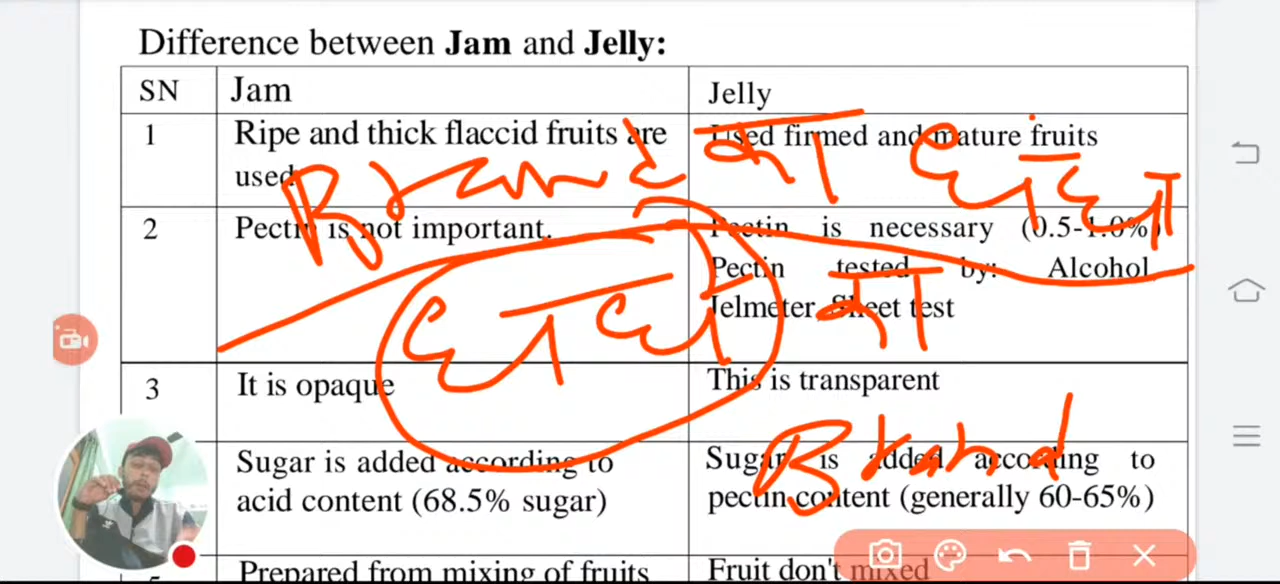 Difference between Jam and Jelly:
SN Jam Jelly
1 Ripe and thick flaccid fruits are used Used firmed and mature fruits
Brand का धंधा
2 Pectin is not important. Pectin is necessary (0.5-1.0%)
Pectin tested by: Alcohol
Jelmeter Sheet test
धंधे का
Brand
3 It is opaque This is transparent
Sugar is added according to Sugar is added according to
acid content (68.5% sugar) pectin content (generally 60-65%)
Prepared from mixing of fruits Fruit don't mixed